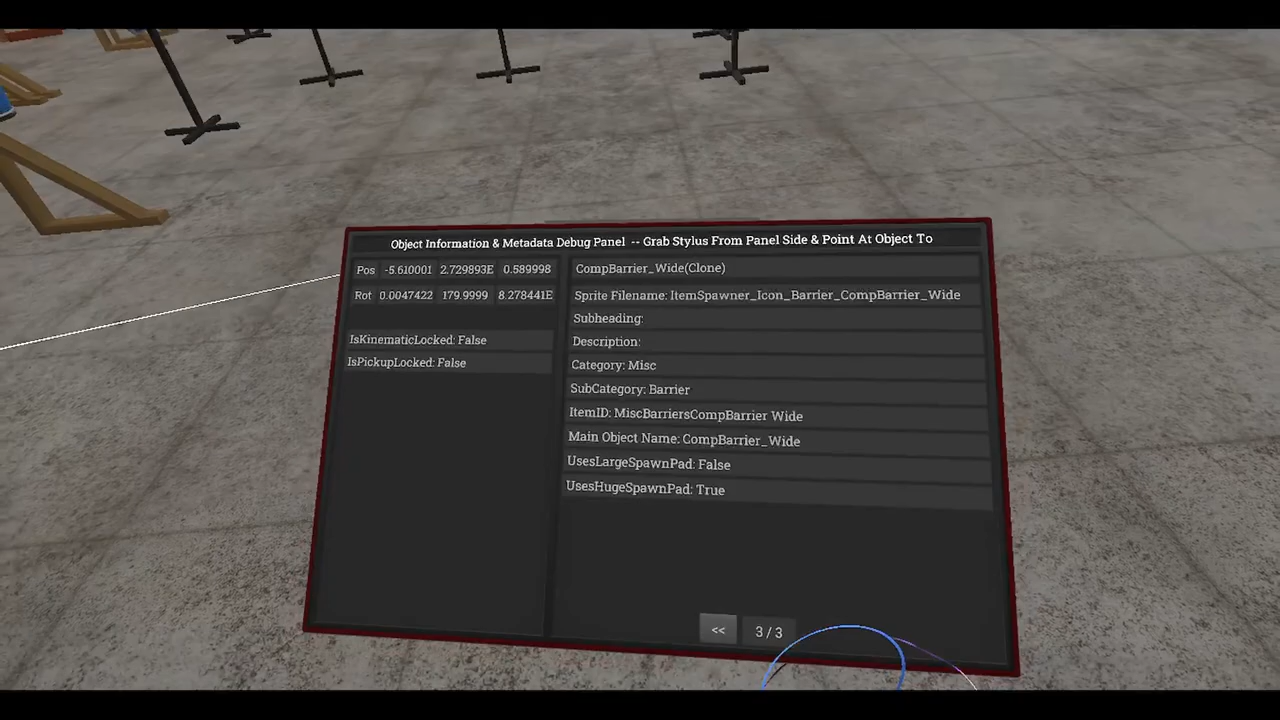 Object Information & Metadata Debug Panel -- Grab Stylus From Panel Side & Point At Object To
Pos -5.610001 2.729893E 0.589998
Rot 0.0047422 179.9999 8.278441E
IsKinematicLocked: False
IsPickupLocked: False
CompBarrier_Wide(Clone)
Sprite Filename: ItemSpawner_Icon_Barrier_CompBarrier_Wide
Subheading:
Description:
Category: Misc
SubCategory: Barrier
ItemID: MiscBarriersCompBarrier Wide
Main Object Name: CompBarrier_Wide
UsesLargeSpawnPad: False
UsesHugeSpawnPad: True
<< 3 / 3